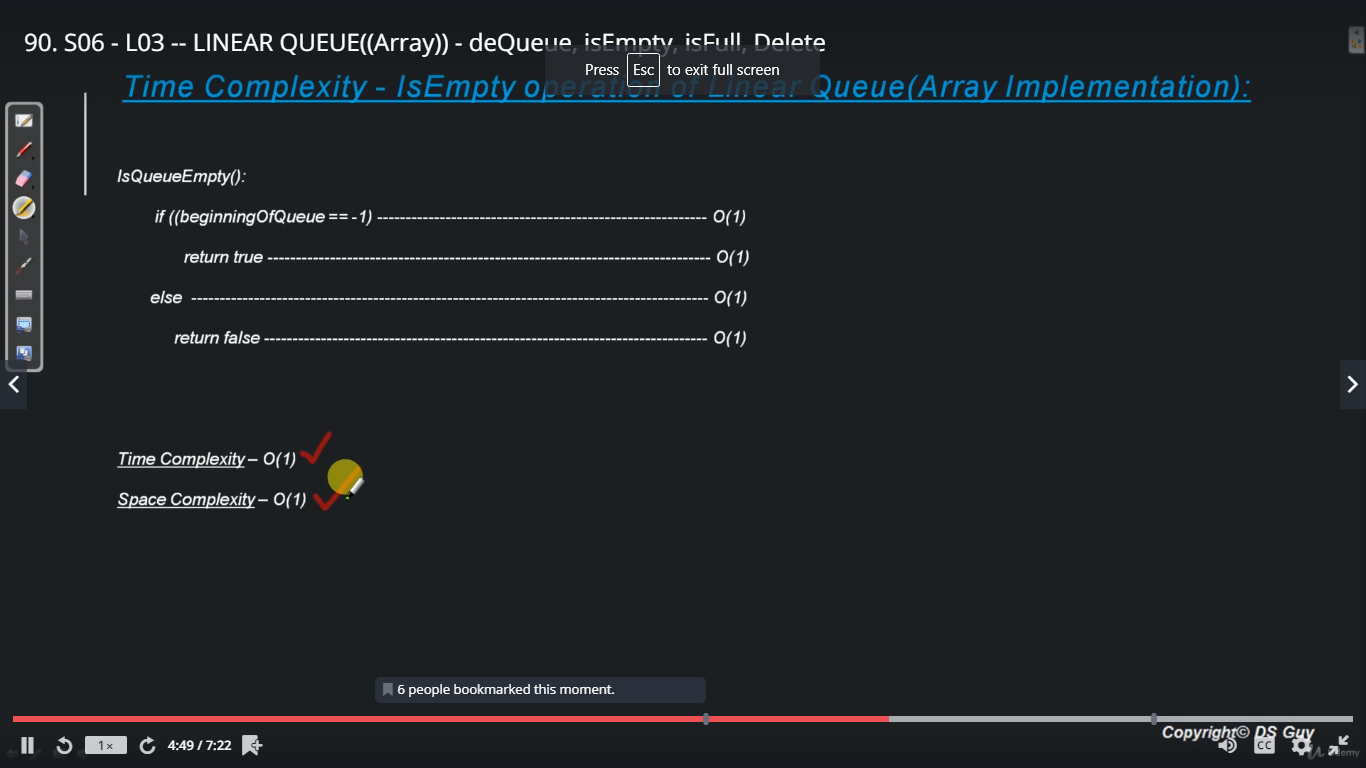 90. S06 - L03 -- LINEAR QUEUE((Array)) - deQueue, isEmpty, isFull, Delete
Press Esc to exit full screen
Time Complexity - IsEmpty operation of Linear Queue(Array Implementation):
IsQueueEmpty():
if ((beginningOfQueue == -1) ---------------------------------------------------------- O(1)
return true ------------------------------------------------------------------------------ O(1)
else -------------------------------------------------------------------------------------------- O(1)
return false ------------------------------------------------------------------------------ O(1)
Time Complexity – O(1)
Space Complexity – O(1)
6 people bookmarked this moment.
Copyright© DS Guy
1x
4:49 / 7:22
CC